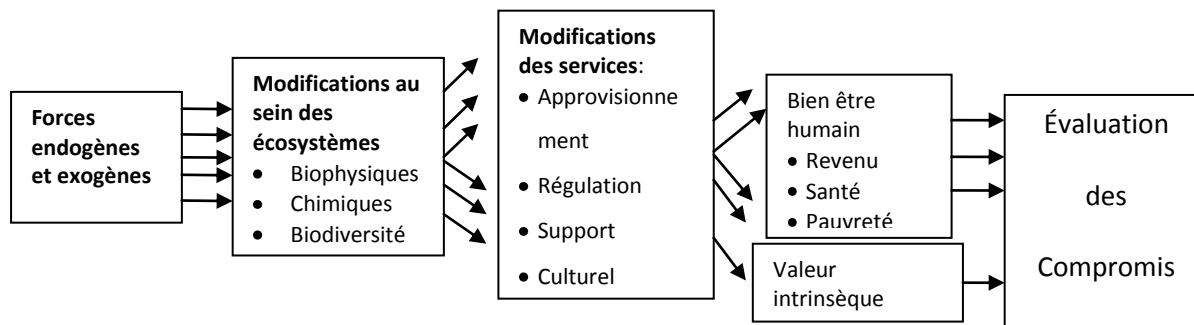 Forces
endogènes
et exogènes
Modifications au
sein des
écosystèmes
• Biophysiques
• Chimiques
• Biodiversité
Modifications
des services:
• Approvisionne
ment
• Régulation
• Support
• Culturel
Bien être
humain
• Revenu
• Santé
• Pauvreté
Valeur
intrinsèque
Évaluation
des
Compromis